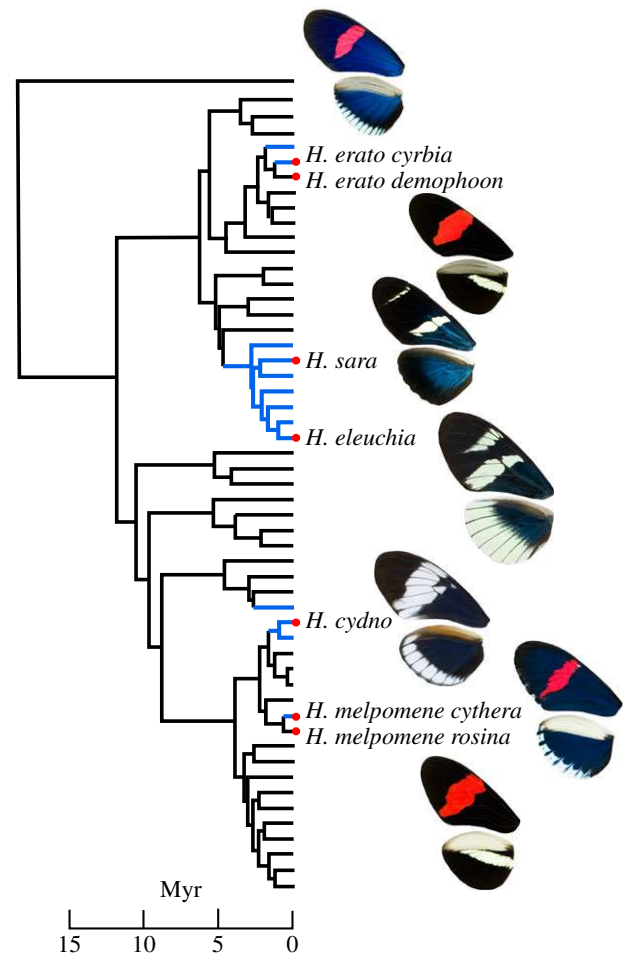 H. erato cyrbia
H. erato demophoon
H. sara
H. eleuchia
H. cydno
H. melpomene cythera
H. melpomene rosina
Myr
15 10 5 0